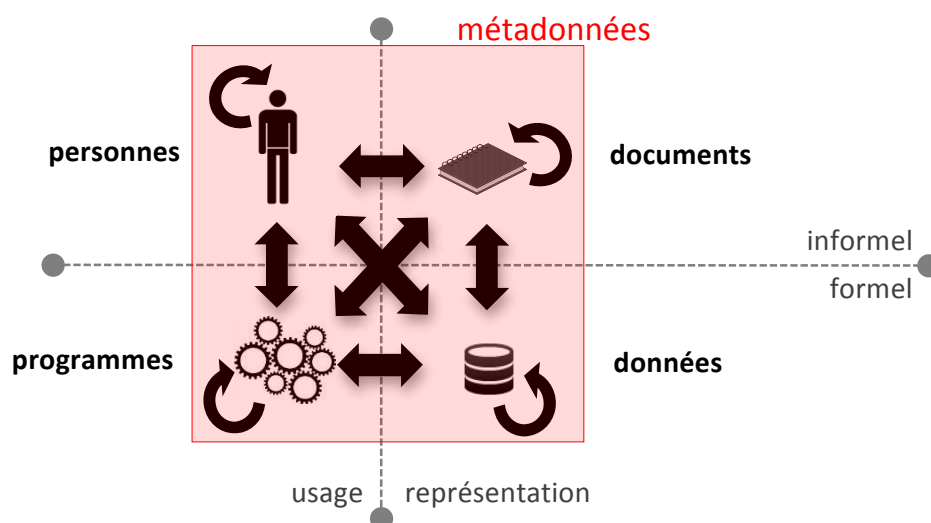 métadonnées
personnes
documents
informel
formel
programmes
données
usage
représentation